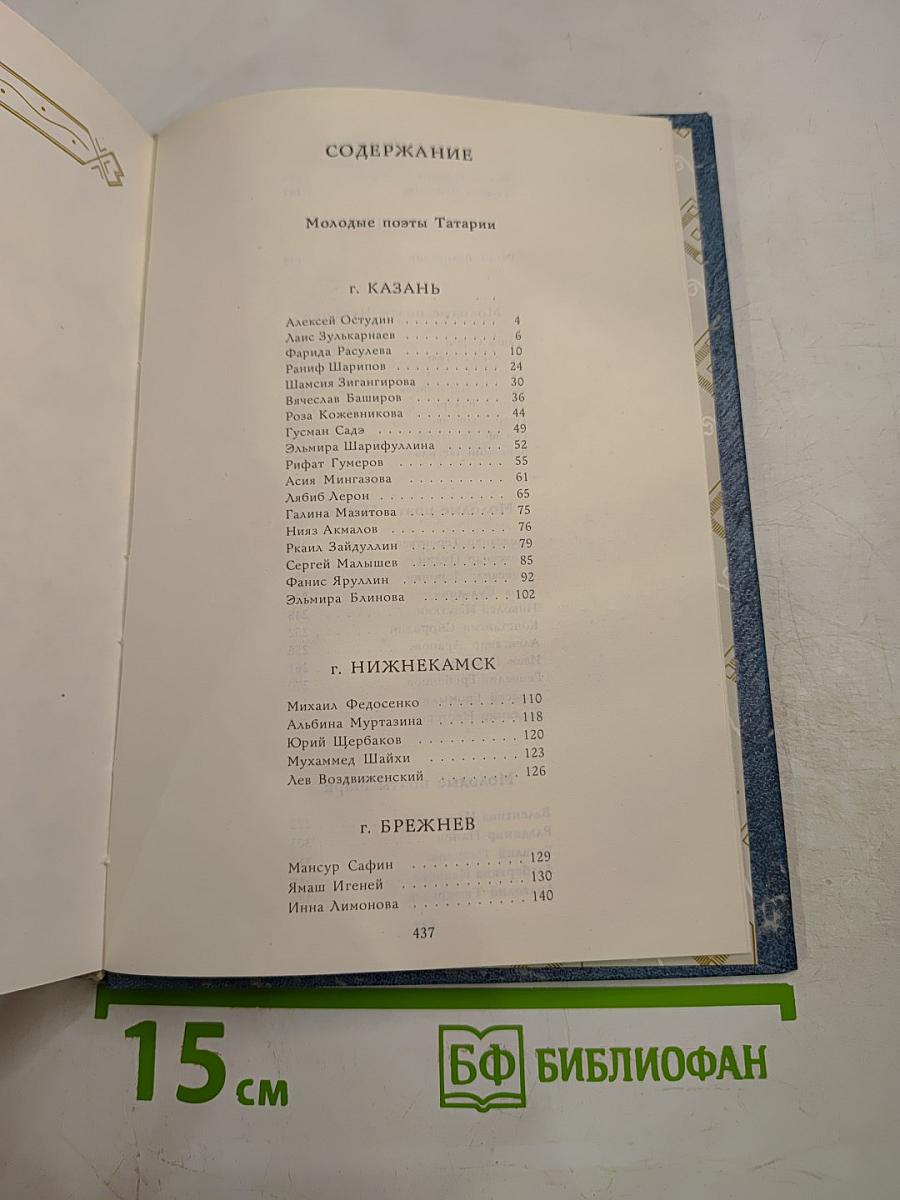 СОДЕРЖАНИЕ
Молодые поэты Татарии
г. КАЗАНЬ
Алексей Остудин . . . . . . . . . . 4
Лаис Зулькарнаев . . . . . . . . . . 6
Фарида Расулева . . . . . . . . . . 10
Раниф Шарипов . . . . . . . . . . . 24
Шамсия Зигангирова . . . . . . . . 30
Вячеслав Баширов . . . . . . . . . 36
Роза Кожевникова . . . . . . . . . 44
Гусман Садэ . . . . . . . . . . . . . 49
Эльмира Шарифуллина . . . . . . 52
Рифат Гумеров . . . . . . . . . . . 55
Асия Мингазова . . . . . . . . . . 61
Лябиб Лерон . . . . . . . . . . . . . 65
Галина Мазитова . . . . . . . . . . 75
Нияз Акмалов . . . . . . . . . . . . 76
Ркаил Зайдуллин . . . . . . . . . . 79
Сергей Малышев . . . . . . . . . . 85
Фанис Яруллин . . . . . . . . . . . 92
Эльмира Блинова . . . . . . . . . 102
г. НИЖНЕКАМСК
Михаил Федосенко . . . . . . . . 110
Альбина Муртазина . . . . . . . . 118
Юрий Щербаков . . . . . . . . . . 120
Мухаммед Шайхи . . . . . . . . . 123
Лев Воздвиженский . . . . . . . . 126
г. БРЕЖНЕВ
Мансур Сафин . . . . . . . . . . . 129
Ямаш Игеней . . . . . . . . . . . . 130
Инна Лимонова . . . . . . . . . . . 140
437
15 см
БФ БИБЛИОФАН